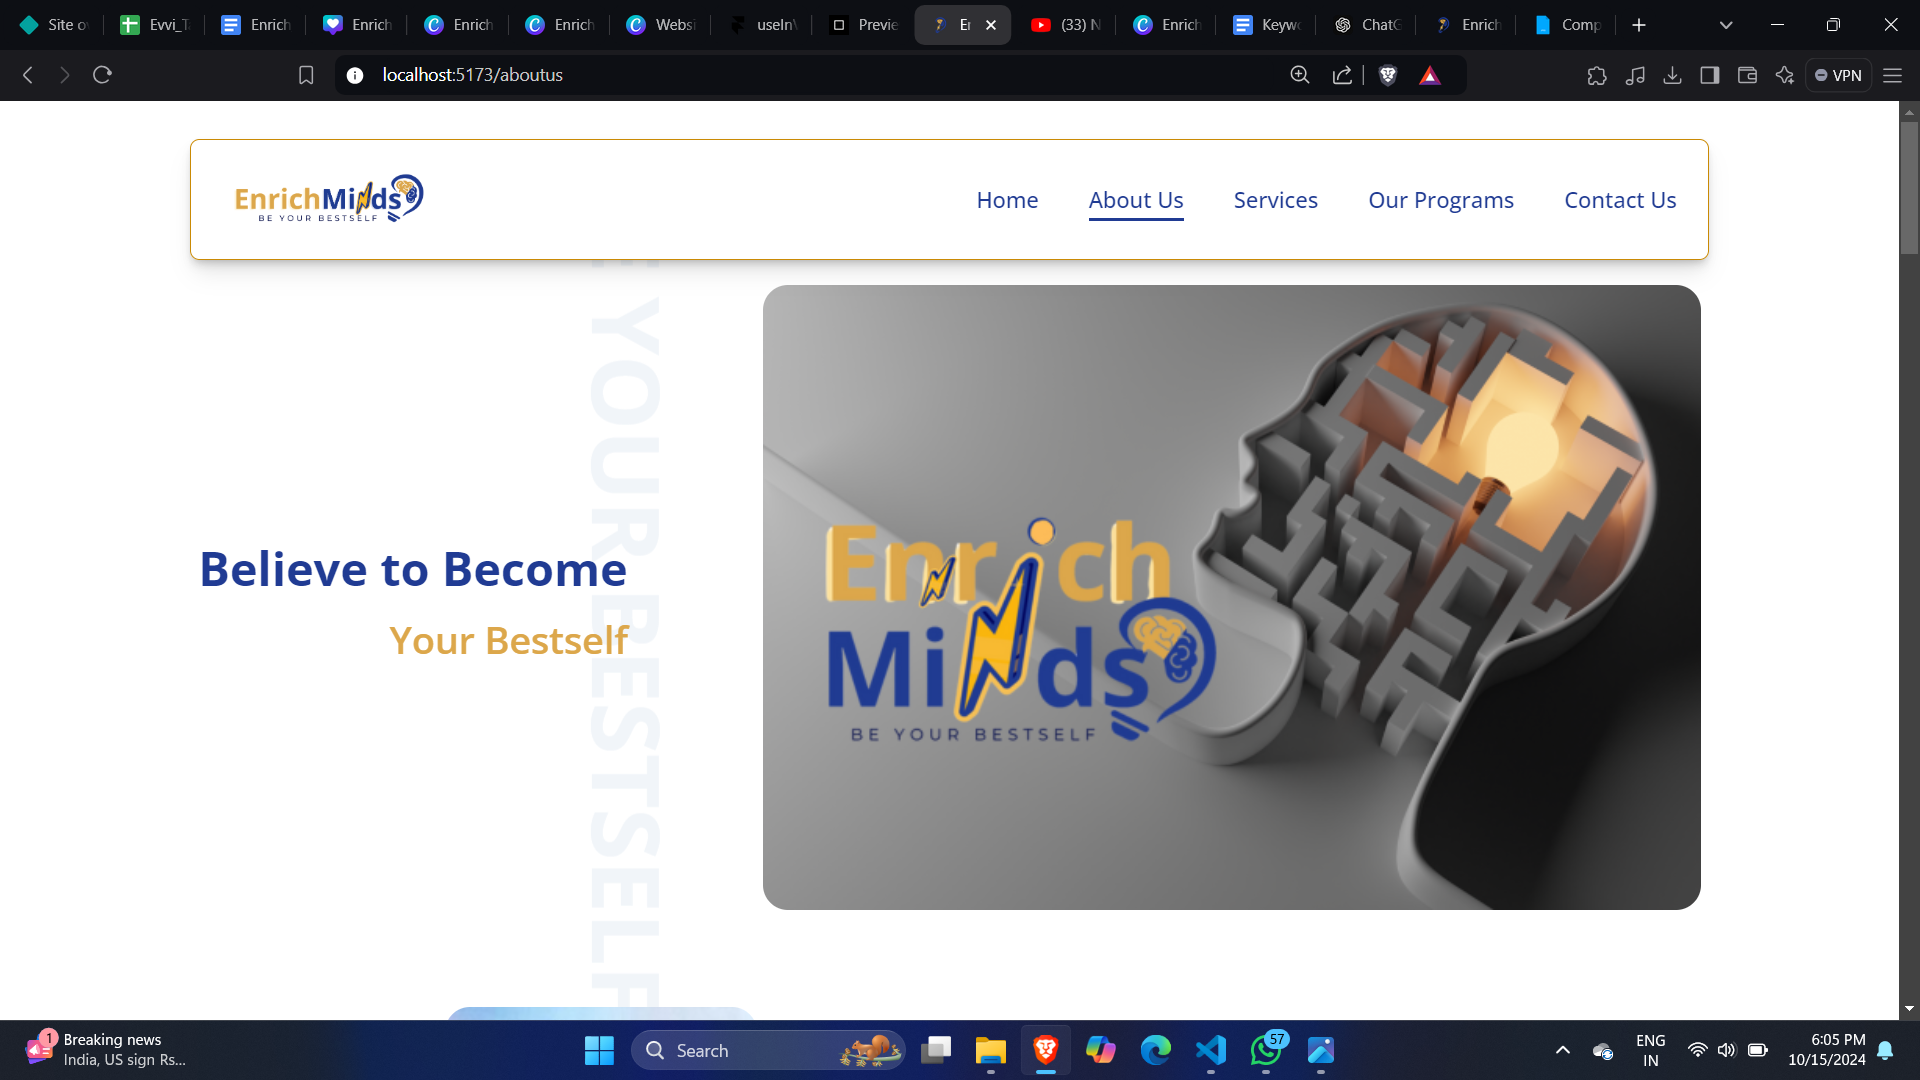 Site o
Evvi_T
Enrich
Enrich
Enrich
Enrich
Websi
useIn
Previe
(33) N
Enrich
Keyw
ChatG
Enrich
Comp
localhost:5173/aboutus
VPN
EnrichMinds
BE YOUR BESTSELF
Home
About Us
Services
Our Programs
Contact Us
E YOUR BESTSELF
Believe to Become
Your Bestself
Enrich
Minds
BE YOUR BESTSELF
1
Breaking news
India, US sign Rs...
Search
57
ENG
IN
6:05 PM
10/15/2024